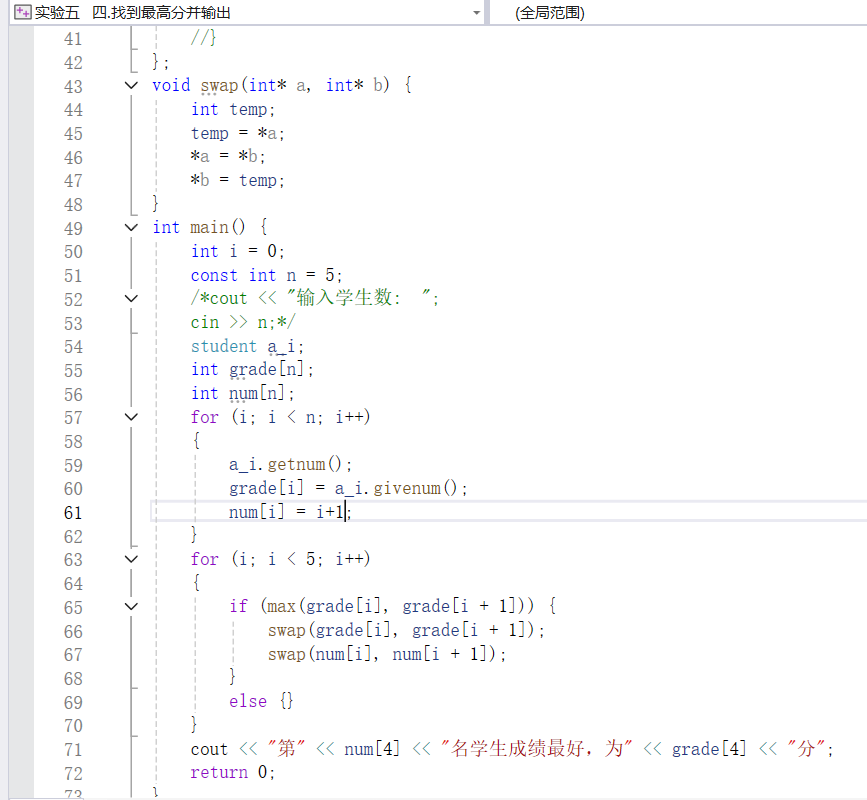 实验五 四.找到最高分并输出 (全局范围)
41 //}
42 };
43 void swap(int* a, int* b) {
44 int temp;
45 temp = *a;
46 *a = *b;
47 *b = temp;
48 }
49 int main() {
50 int i = 0;
51 const int n = 5;
52 /*cout << "输入学生数： ";
53 cin >> n;*/
54 student a_i;
55 int grade[n];
56 int num[n];
57 for (i; i < n; i++)
58 {
59 a_i.getnum();
60 grade[i] = a_i.givenum();
61 num[i] = i+1;
62 }
63 for (i; i < 5; i++)
64 {
65 if (max(grade[i], grade[i + 1])) {
66 swap(grade[i], grade[i + 1]);
67 swap(num[i], num[i + 1]);
68 }
69 else {}
70 }
71 cout << "第" << num[4] << "名学生成绩最好，为" << grade[4] << "分";
72 return 0;
73 }